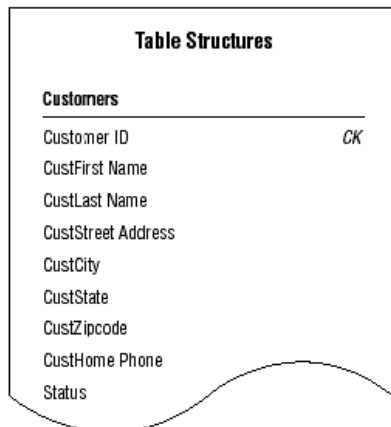 Table Structures
Customers
Customer ID CK
CustFirst Name
CustLast Name
CustStreet Address
CustCity
CustState
CustZipcode
CustHome Phone
Status